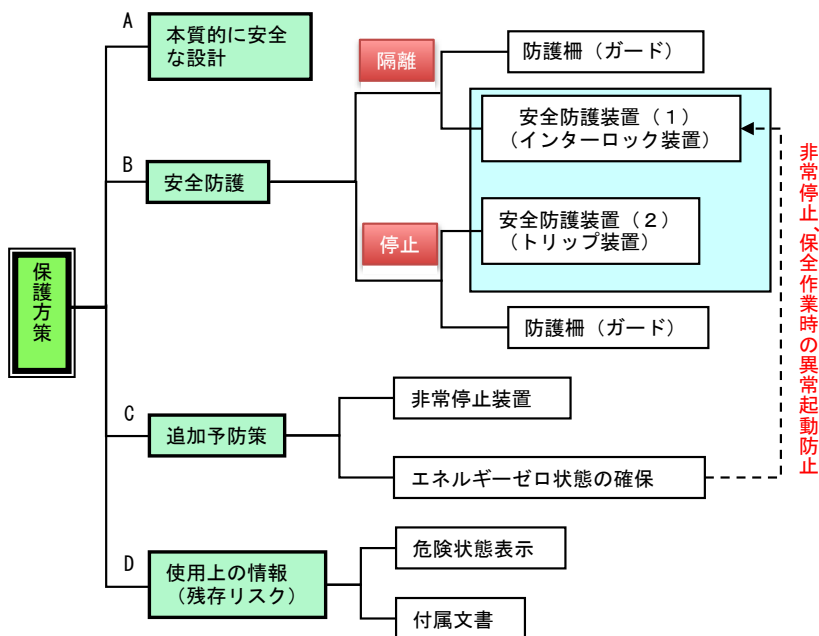 保護方策
A
本質的に安全
な設計
B
安全防護
隔離
防護柵（ガード）
安全防護装置（１）
（インターロック装置）
停止
安全防護装置（２）
（トリップ装置）
防護柵（ガード）
C
追加予防策
非常停止装置
エネルギーゼロ状態の確保
D
使用上の情報
（残存リスク）
危険状態表示
付属文書
非常停止、保全作業時の異常起動防止